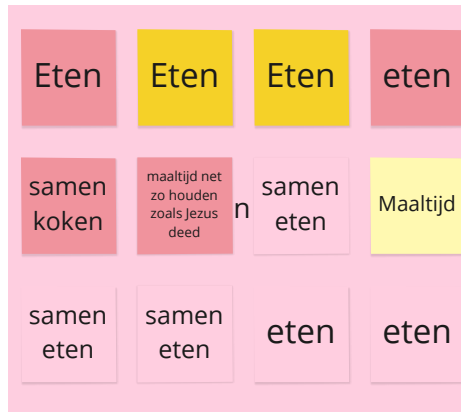 Eten
Eten
Eten
eten
samen
koken
maaltijd net
zo houden
zoals Jezus
deed
n
samen
eten
Maaltijd
samen
eten
samen
eten
eten
eten